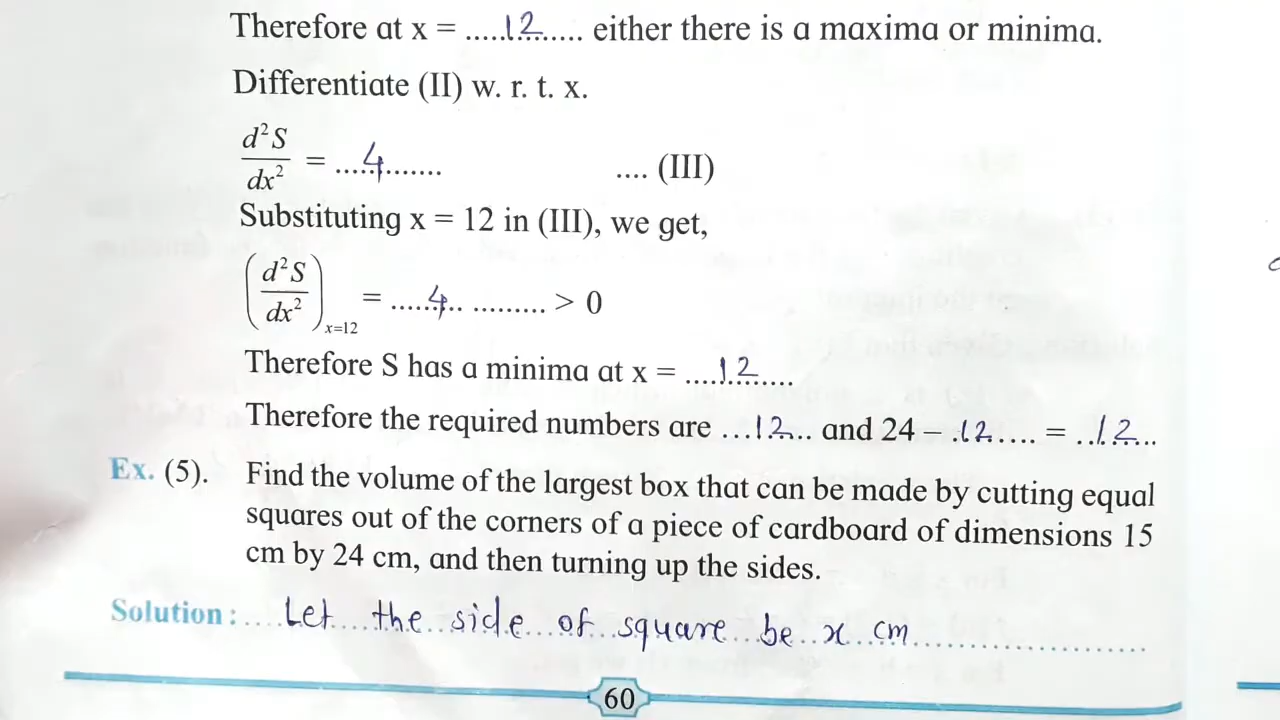 Therefore at x = .....12....... either there is a maxima or minima.
Differentiate (II) w. r. t. x.
d²S/dx² = .....4....... .... (III)
Substituting x = 12 in (III), we get,
(d²S/dx²)x=12 = .....4.. ......... > 0
Therefore S has a minima at x = ....12.......
Therefore the required numbers are ...12... and 24 – .12..... = ..12..
Ex. (5). Find the volume of the largest box that can be made by cutting equal
squares out of the corners of a piece of cardboard of dimensions 15
cm by 24 cm, and then turning up the sides.
Solution : ....Let the side of square be x cm......................
60